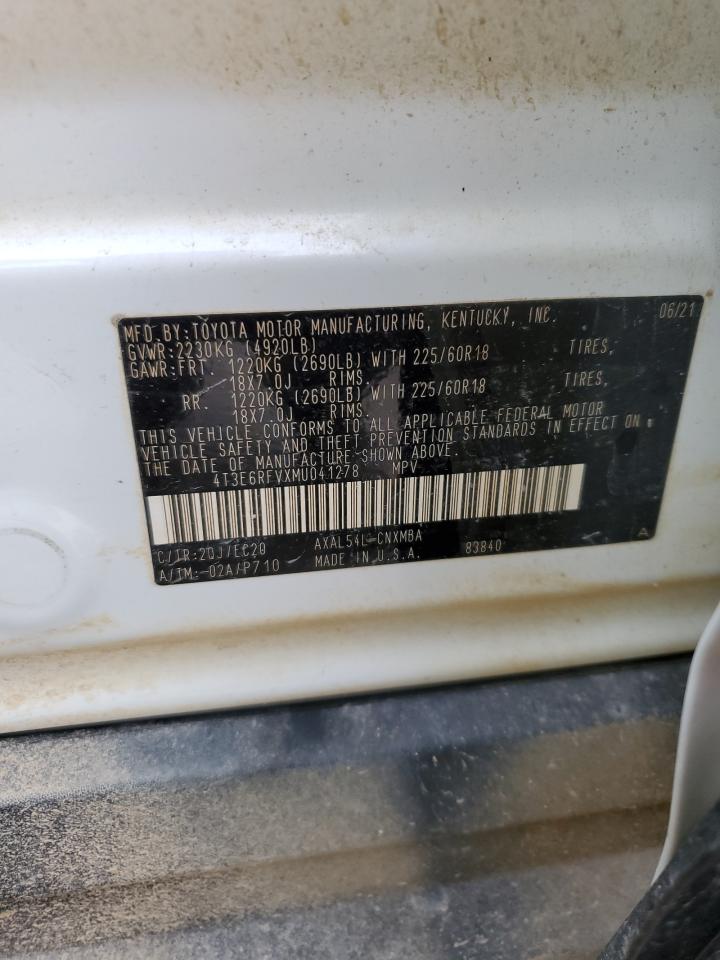 MFD. BY: TOYOTA MOTOR MANUFACTURING, KENTUCKY, INC. 06/21
GVWR: 2230KG (4920LB)
GAWR: FRT. 1220KG (2690LB) WITH 225/60R18 TIRES,
18X7.0J RIMS,
RR. 1220KG (2690LB) WITH 225/60R18 TIRES,
18X7.0J RIMS,
THIS VEHICLE CONFORMS TO ALL APPLICABLE FEDERAL MOTOR
VEHICLE SAFETY AND THEFT PREVENTION STANDARDS IN EFFECT ON
THE DATE OF MANUFACTURE SHOWN ABOVE.
4T3E6RFVXMU041278 MPV
C/TR: 2QJ/EC20 AXAL54L-CNXMBA 83840
A/TM: -02A/P710 MADE IN U.S.A.